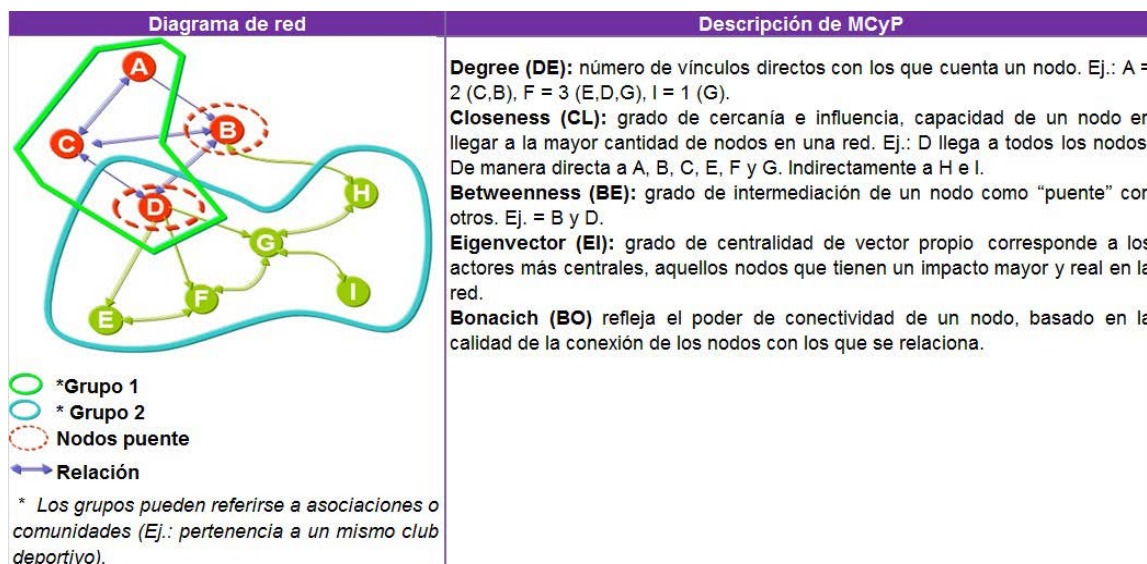 Diagrama de red
Descripción de MCyP
A
B
C
D
H
G
F
I
E
*Grupo 1
* Grupo 2
Nodos puente
Relación
* Los grupos pueden referirse a asociaciones o
comunidades (Ej.: pertenencia a un mismo club
deportivo).
Degree (DE): número de vínculos directos con los que cuenta un nodo. Ej.: A =
2 (C,B), F = 3 (E,D,G), I = 1 (G).
Closeness (CL): grado de cercanía e influencia, capacidad de un nodo en
llegar a la mayor cantidad de nodos en una red. Ej.: D llega a todos los nodos
De manera directa a A, B, C, E, F y G. Indirectamente a H e I.
Betweenness (BE): grado de intermediación de un nodo como “puente” con
otros. Ej. = B y D.
Eigenvector (EI): grado de centralidad de vector propio corresponde a los
actores más centrales, aquellos nodos que tienen un impacto mayor y real en la
red.
Bonacich (BO) refleja el poder de conectividad de un nodo, basado en la
calidad de la conexión de los nodos con los que se relaciona.